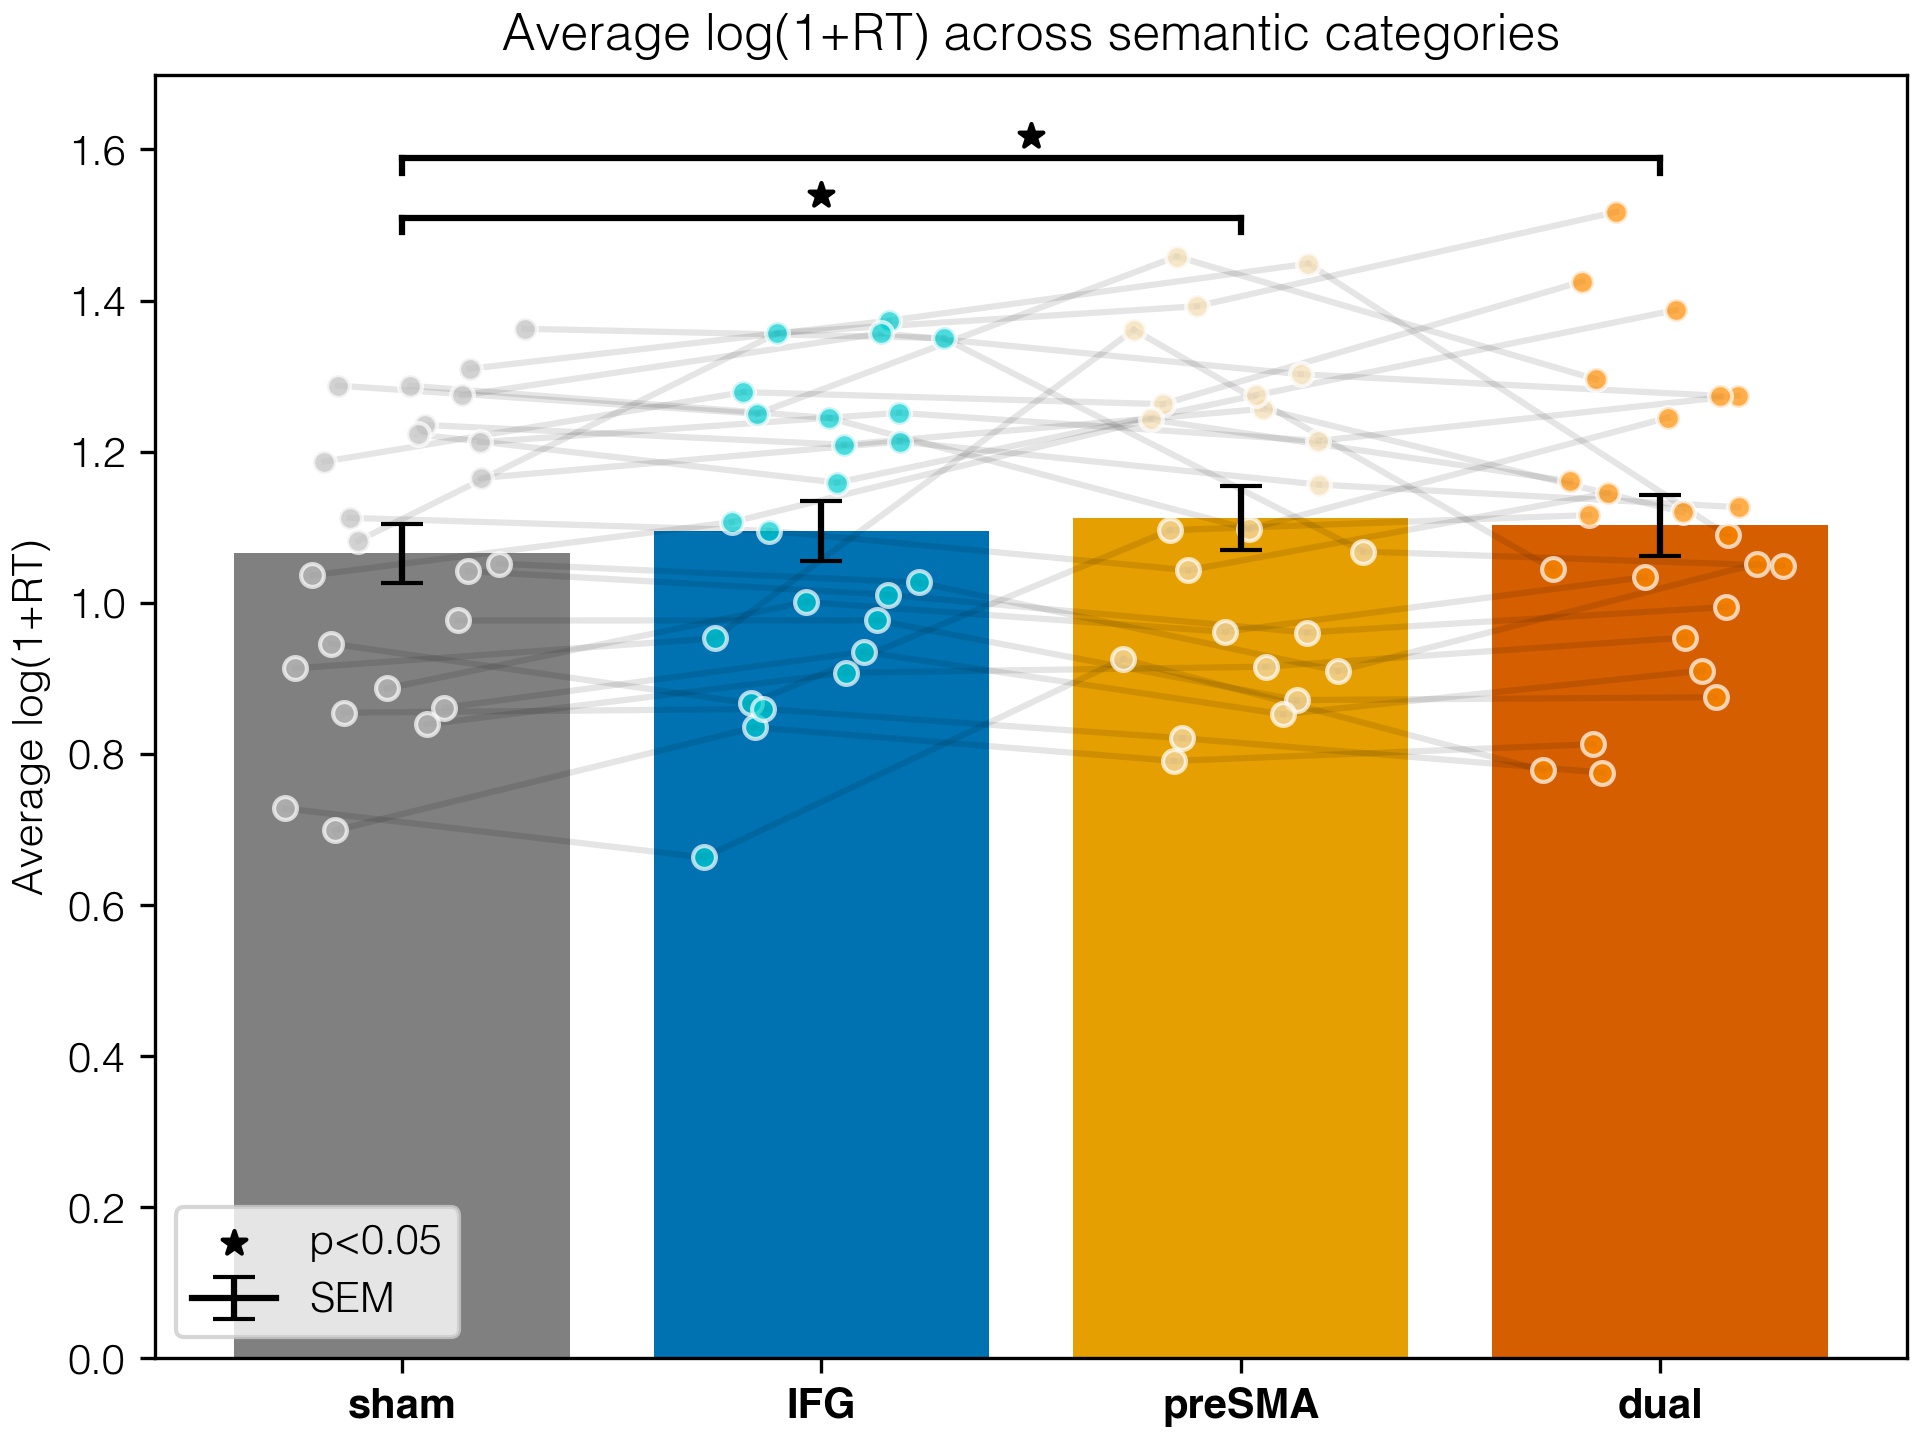 Average log(1+RT) across semantic categories
Average log(1+RT)
1.6
1.4
1.2
1.0
0.8
0.6
0.4
0.2
0.0
p<0.05
SEM
sham
IFG
preSMA
dual